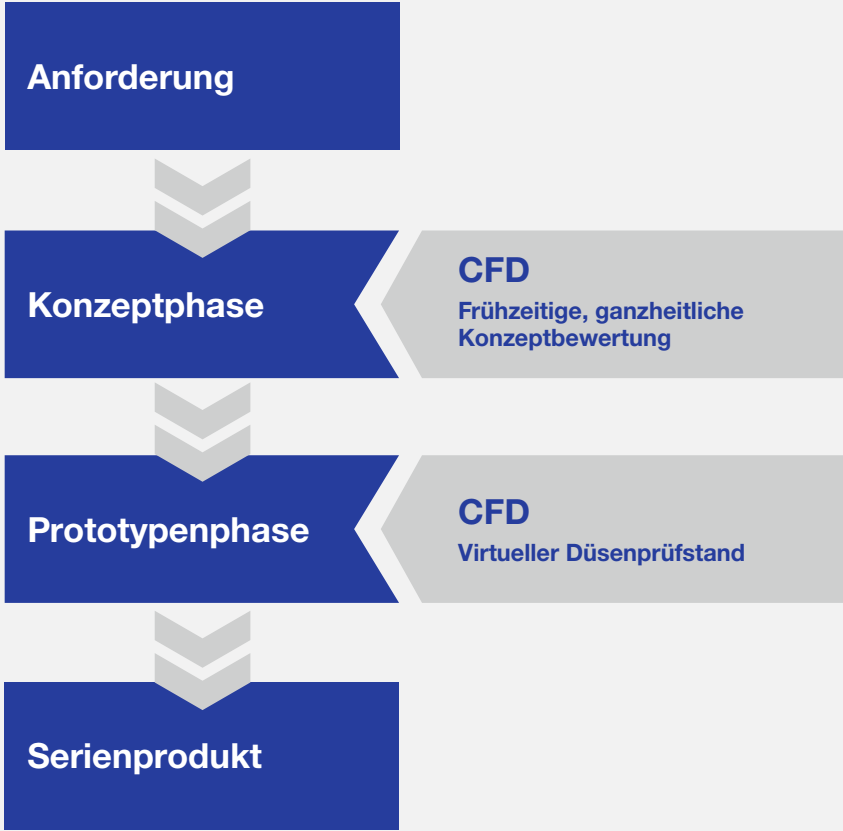 Anforderung
Konzeptphase
CFD
Frühzeitige, ganzheitliche
Konzeptbewertung
Prototypenphase
CFD
Virtueller Düsenprüfstand
Serienprodukt